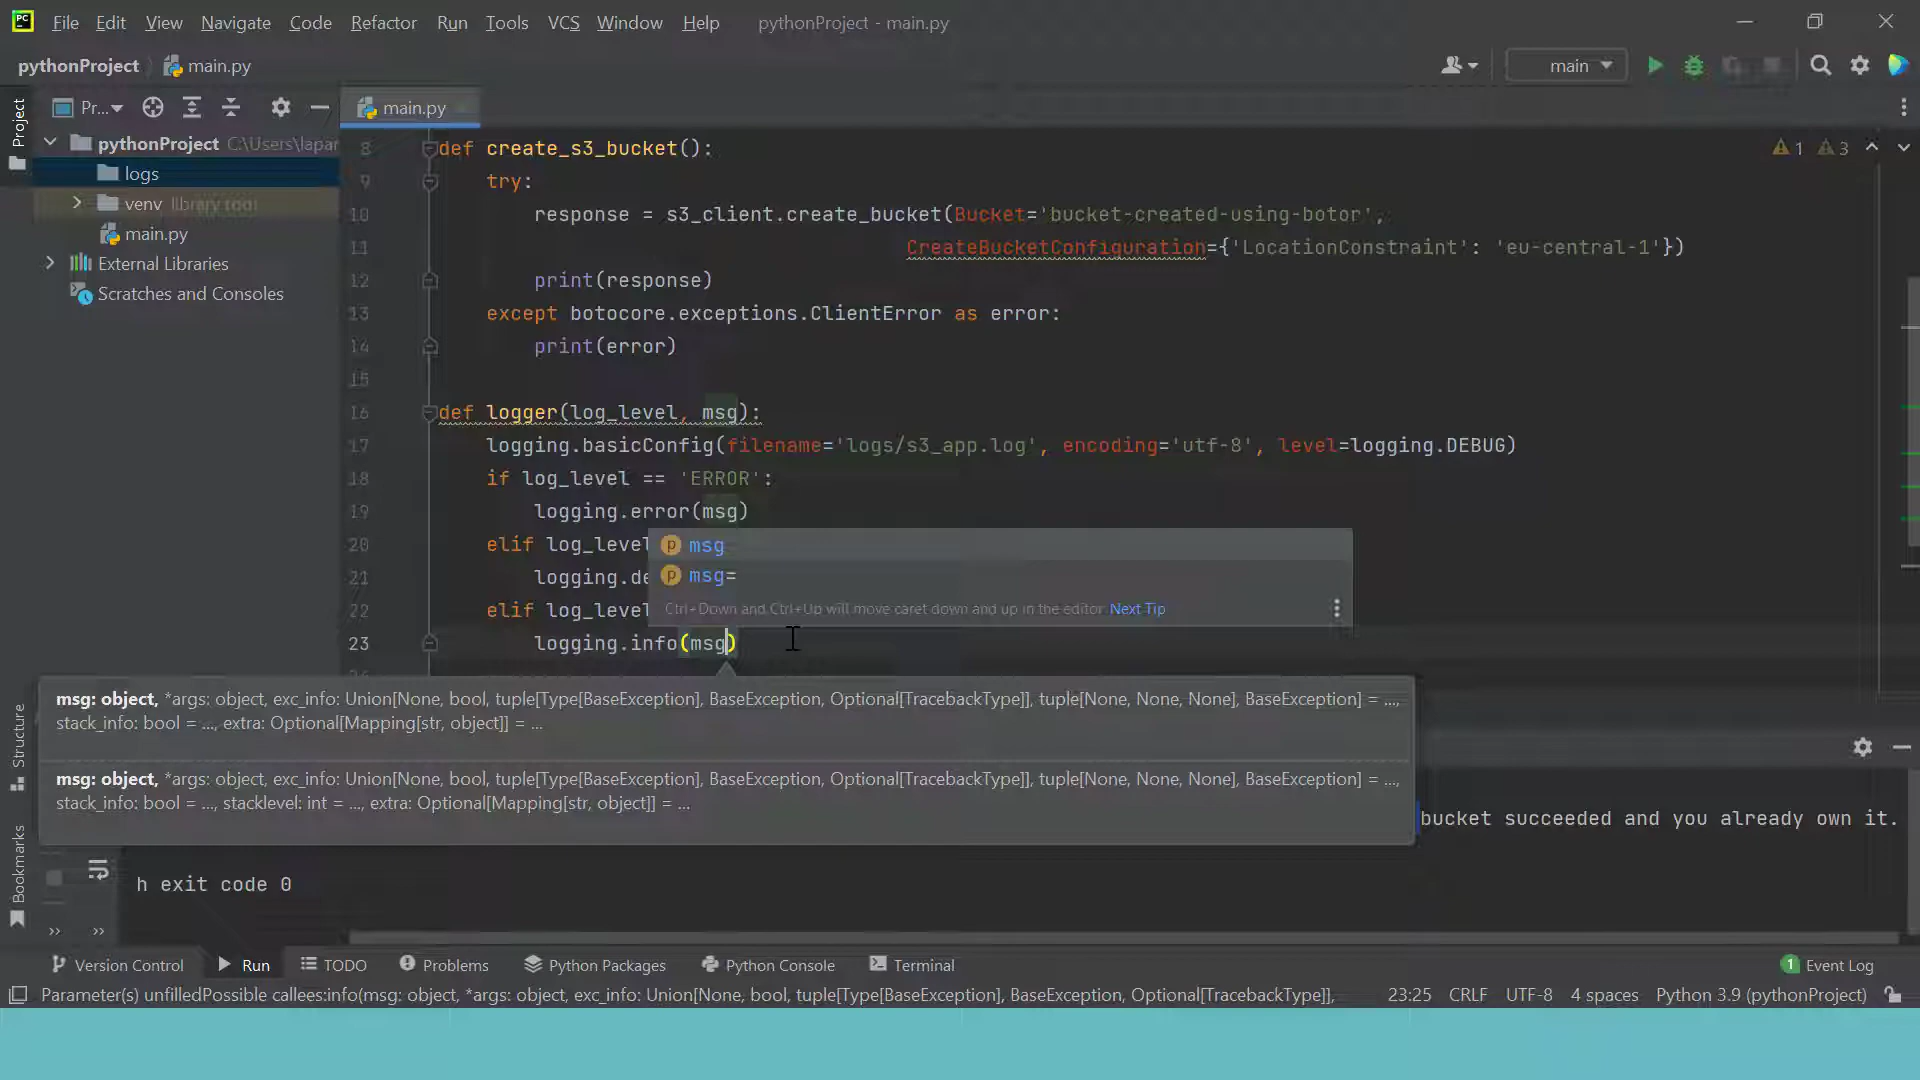 File Edit View Navigate Code Refactor Run Tools VCS Window Help pythonProject - main.py
pythonProject main.py main
Project
Pr... main.py
pythonProject C:\Users\lapar
logs
venv library root
main.py
External Libraries
Scratches and Consoles
8 def create_s3_bucket():
9 try:
10 response = s3_client.create_bucket(Bucket='bucket-created-using-botor',
11 CreateBucketConfiguration={'LocationConstraint': 'eu-central-1'})
12 print(response)
13 except botocore.exceptions.ClientError as error:
14 print(error)
15
16 def logger(log_level, msg):
17 logging.basicConfig(filename='logs/s3_app.log', encoding='utf-8', level=logging.DEBUG)
18 if log_level == 'ERROR':
19 logging.error(msg)
20 elif log_level
21 logging.de
22 elif log_level
23 logging.info(msg)
1 3
msg
msg=
Ctrl+Down and Ctrl+Up will move caret down and up in the editor Next Tip
msg: object, *args: object, exc_info: Union[None, bool, tuple[Type[BaseException], BaseException, Optional[TracebackType]], tuple[None, None, None], BaseException] = ...,
stack_info: bool = ..., extra: Optional[Mapping[str, object]] = ...
msg: object, *args: object, exc_info: Union[None, bool, tuple[Type[BaseException], BaseException, Optional[TracebackType]], tuple[None, None, None], BaseException] = ...,
stack_info: bool = ..., stacklevel: int = ..., extra: Optional[Mapping[str, object]] = ...
bucket succeeded and you already own it.
h exit code 0
Structure
Bookmarks
Version Control Run TODO Problems Python Packages Python Console Terminal 1 Event Log
Parameter(s) unfilledPossible callees:info(msg: object, *args: object, exc_info: Union[None, bool, tuple[Type[BaseException], BaseException, Optional[TracebackType]], 23:25 CRLF UTF-8 4 spaces Python 3.9 (pythonProject)